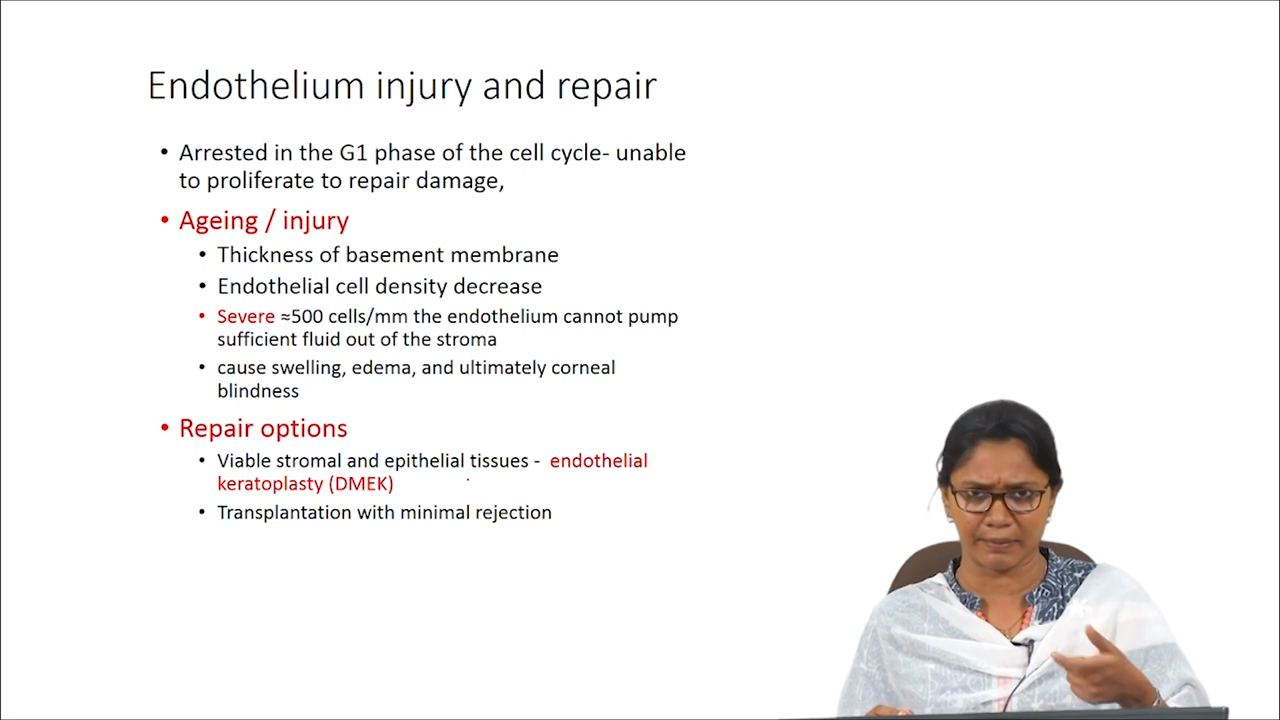 Endothelium injury and repair
• Arrested in the G1 phase of the cell cycle- unable
to proliferate to repair damage,
• Ageing / injury
• Thickness of basement membrane
• Endothelial cell density decrease
• Severe ≈500 cells/mm the endothelium cannot pump
sufficient fluid out of the stroma
• cause swelling, edema, and ultimately corneal
blindness
• Repair options
• Viable stromal and epithelial tissues - endothelial
keratoplasty (DMEK)
• Transplantation with minimal rejection